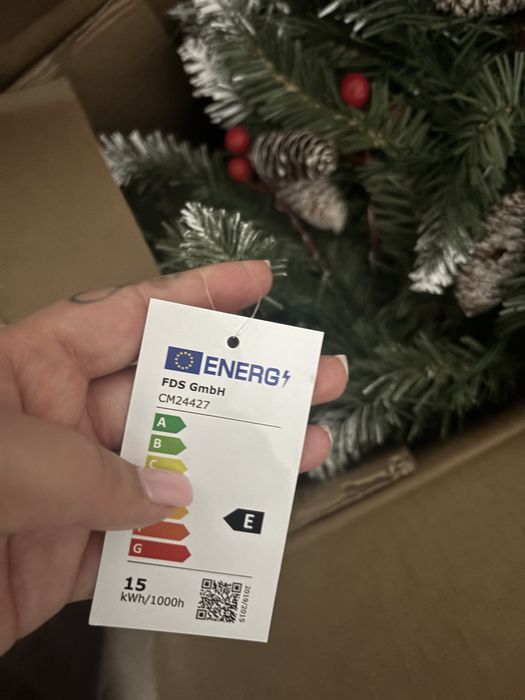 ENERG
FDS GmbH
CM24427
A
B
C
E
G
15
kWh/1000h
2019/2015